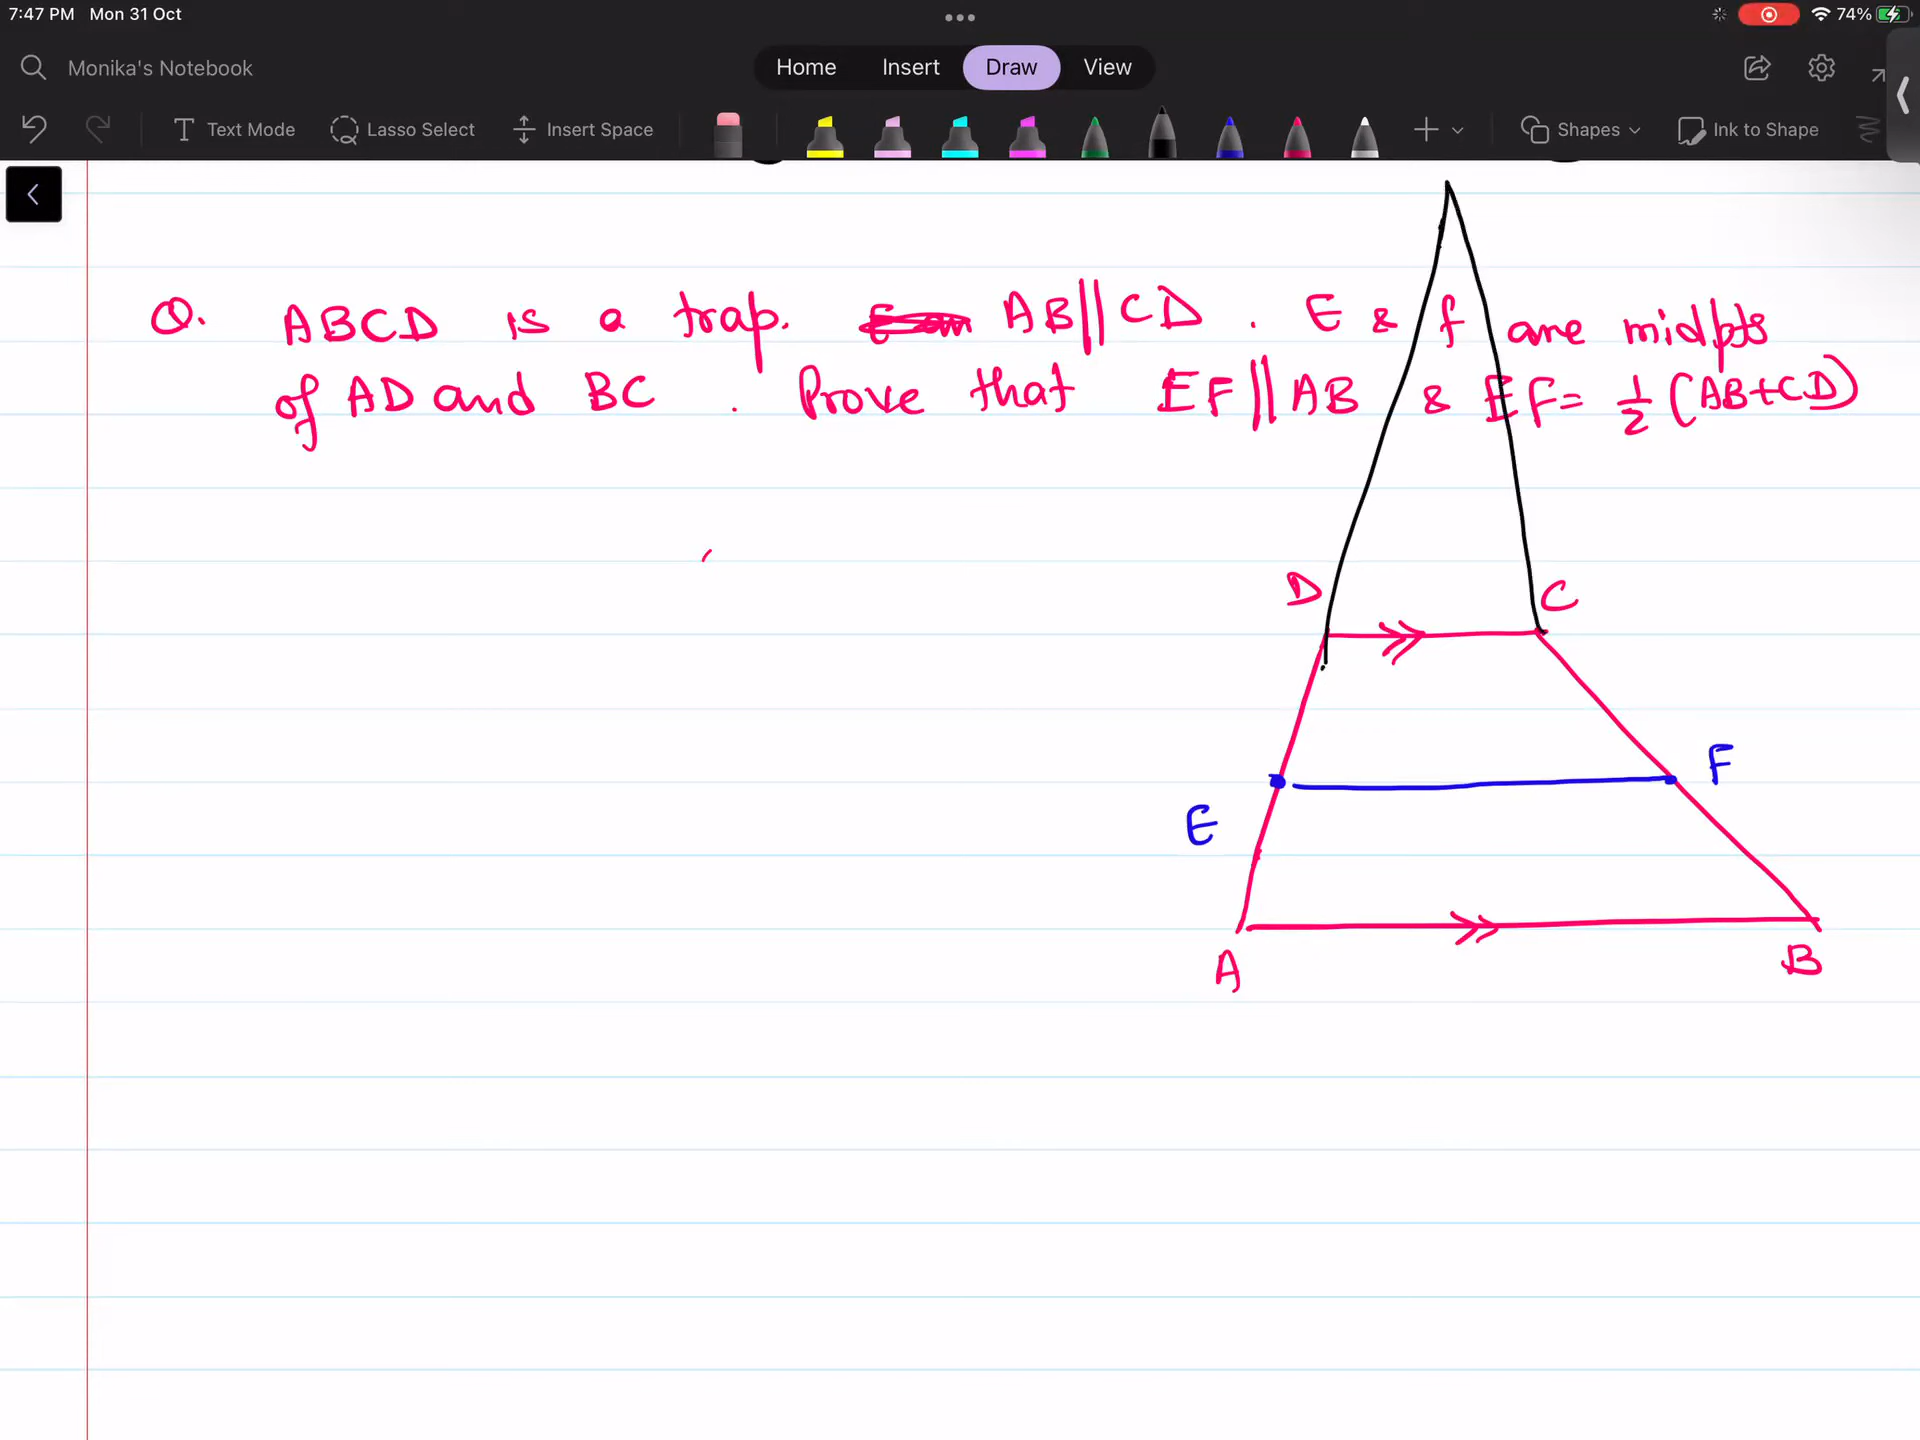 7:47 PM Mon 31 Oct
74%
Monika's Notebook
Home Insert Draw View
Text Mode Lasso Select Insert Space Shapes Ink to Shape
Q. ABCD is a trap. AB||CD. E & f are midpts
of AD and BC. Prove that EF||AB & EF= 1/2 (AB+CD)
D C
F
E
A B